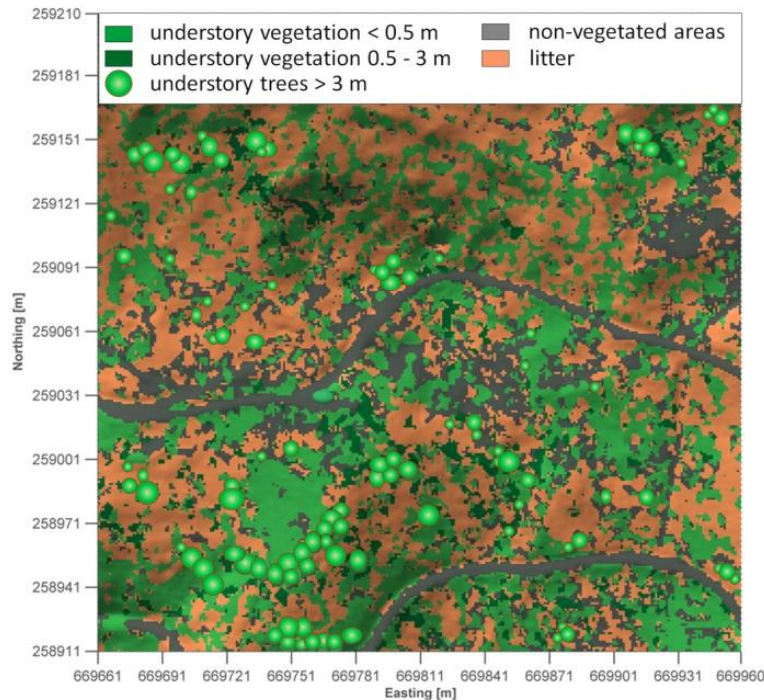 259210
259181
259151
259121
259091
259061
259031
259001
258971
258941
258911
Northing [m]
understory vegetation < 0.5 m
understory vegetation 0.5 - 3 m
understory trees > 3 m
non-vegetated areas
litter
669661 669691 669721 669751 669781 669811 669841 669871 669901 669931 669960
Easting [m]